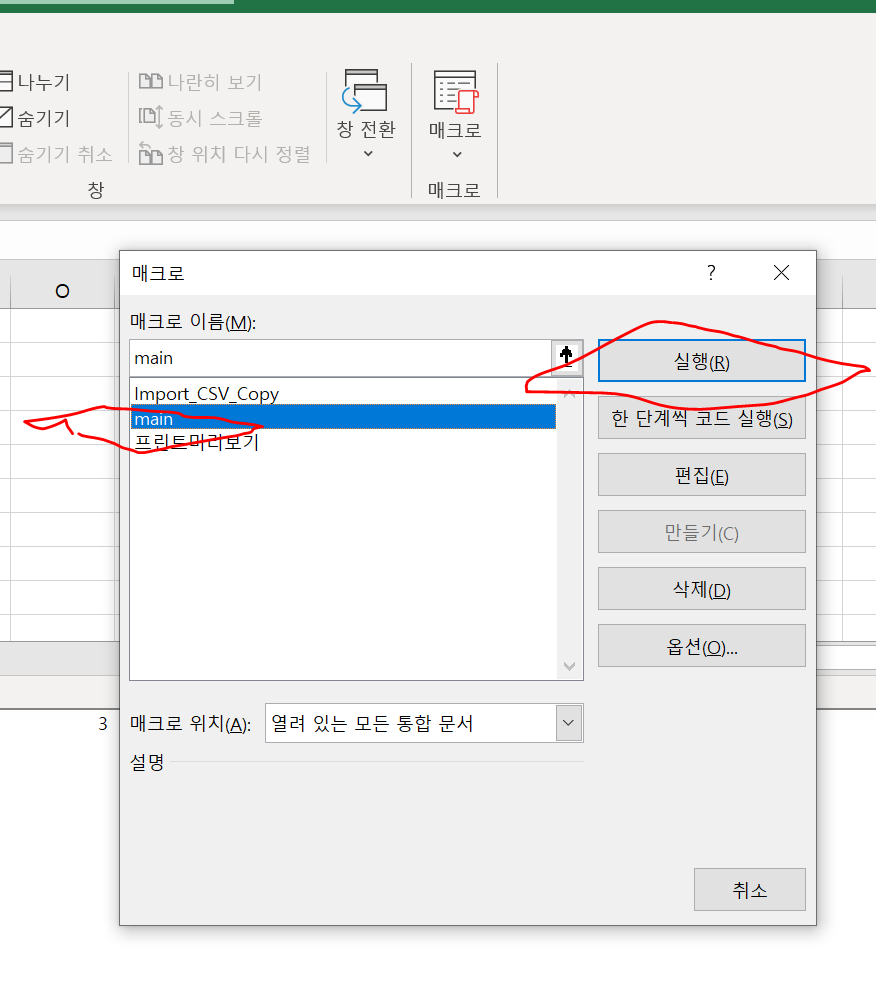 나누기
나란히 보기
숨기기
동시 스크롤
숨기기 취소
창 위치 다시 정렬
창
창 전환
매크로
매크로
O
매크로
?
매크로 이름(M):
main
실행(R)
Import_CSV_Copy
main
프린트미리보기
한 단계씩 코드 실행(S)
편집(E)
만들기(C)
삭제(D)
옵션(O)...
3
매크로 위치(A):
열려 있는 모든 통합 문서
설명
취소